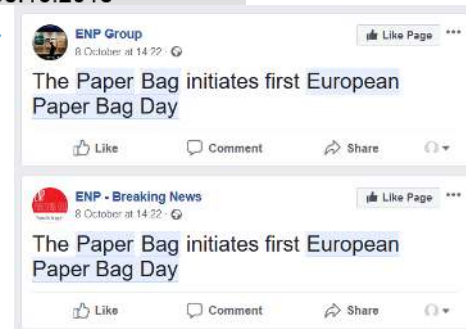 ENP Group
Like Page
8 October at 14:22
The Paper Bag initiates first European
Paper Bag Day
Like Comment Share
ENP - Breaking News
Like Page
8 October at 14:22
The Paper Bag initiates first European
Paper Bag Day
Like Comment Share